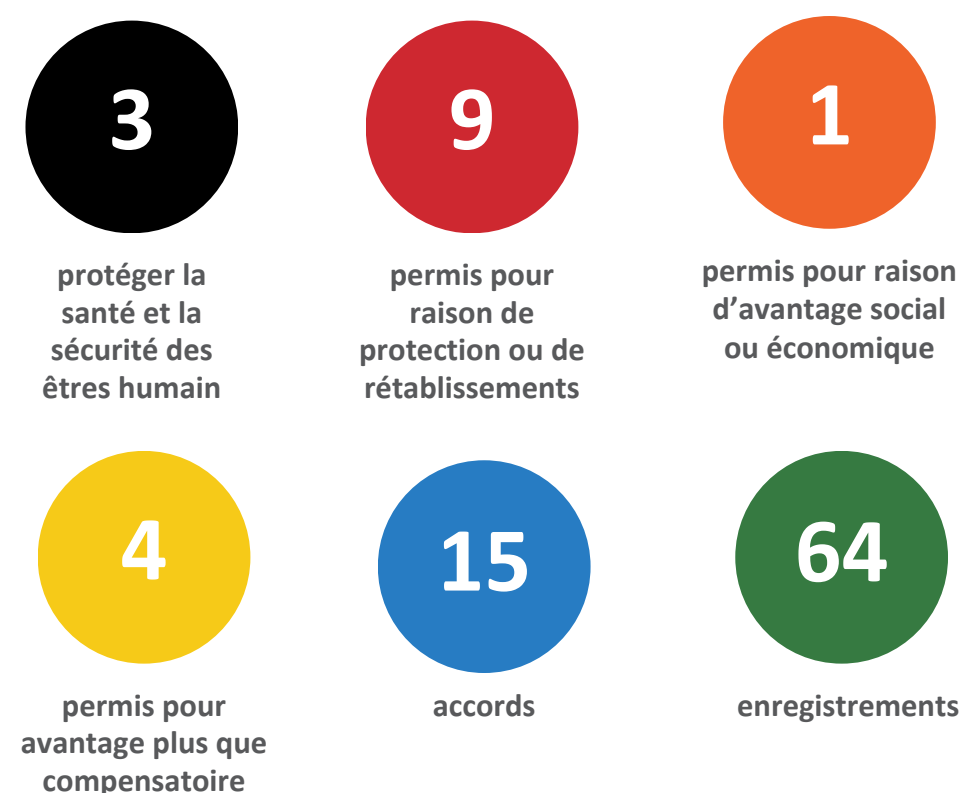 3
protéger la
santé et la
sécurité des
êtres humain
9
permis pour
raison de
protection ou de
rétablissements
1
permis pour raison
d’avantage social
ou économique
4
permis pour
avantage plus que
compensatoire
15
accords
64
enregistrements